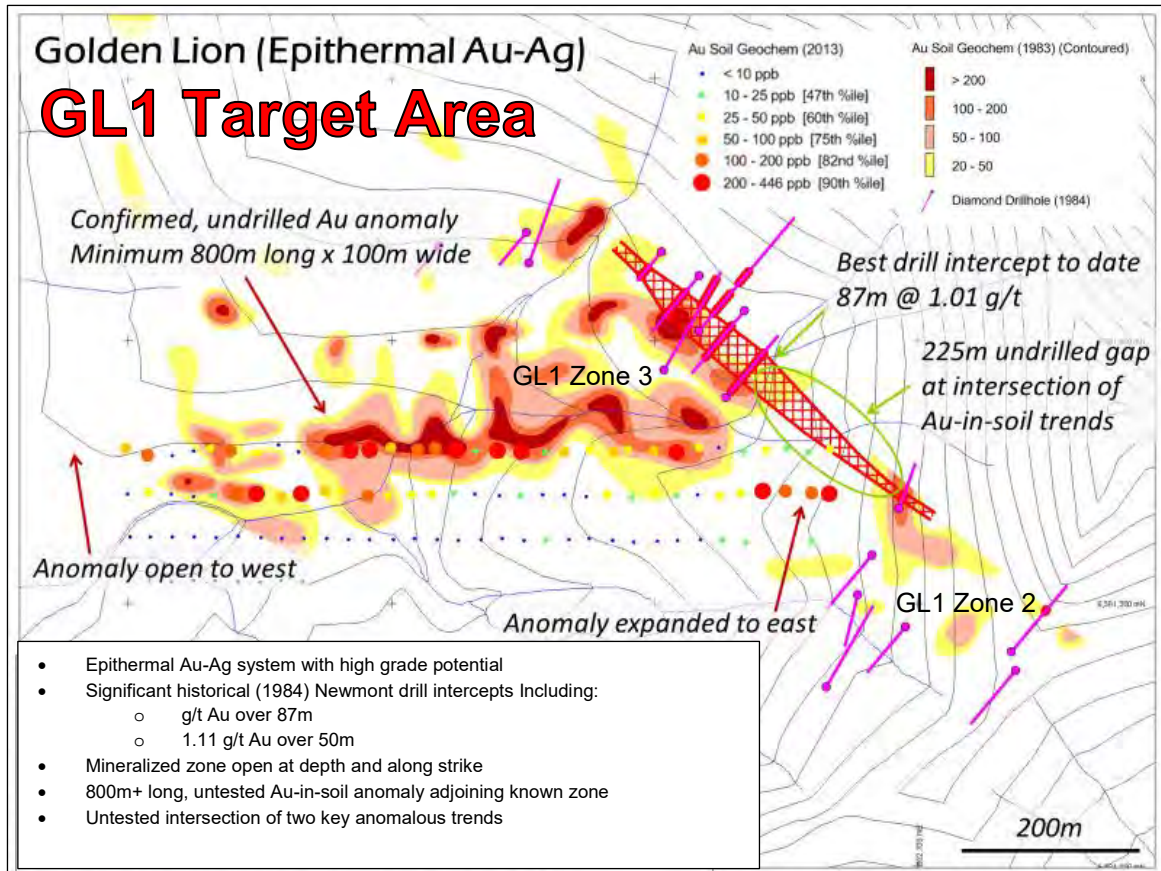 Golden Lion (Epithermal Au-Ag)
GL1 Target Area
Au Soil Geochem (2013)
< 10 ppb
10 - 25 ppb [47th %ile]
25 - 50 ppb [60th %ile]
50 - 100 ppb [75th %ile]
100 - 200 ppb [82nd %ile]
200 - 446 ppb [90th %ile]
Au Soil Geochem (1983) (Contoured)
> 200
100 - 200
50 - 100
20 - 50
Diamond Drillhole (1984)
Confirmed, undrilled Au anomaly
Minimum 800m long x 100m wide
Best drill intercept to date
87m @ 1.01 g/t
225m undrilled gap
at intersection of
Au-in-soil trends
GL1 Zone 3
Anomaly open to west
Anomaly expanded to east
GL1 Zone 2
• Epithermal Au-Ag system with high grade potential
• Significant historical (1984) Newmont drill intercepts Including:
o g/t Au over 87m
o 1.11 g/t Au over 50m
• Mineralized zone open at depth and along strike
• 800m+ long, untested Au-in-soil anomaly adjoining known zone
• Untested intersection of two key anomalous trends
200m